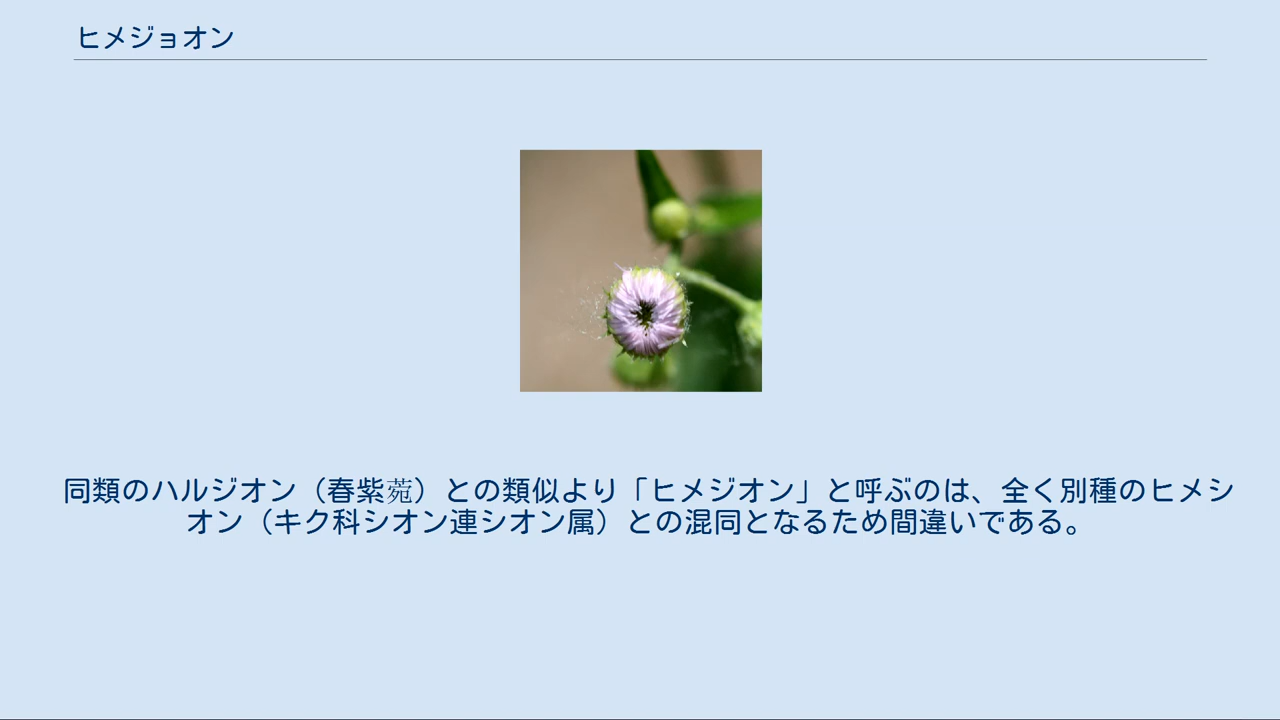 ヒメジョオン
同類のハルジオン（春紫菀）との類似より「ヒメジオン」と呼ぶのは、全く別種のヒメシ
オン（キク科シオン連シオン属）との混同となるため間違いである。